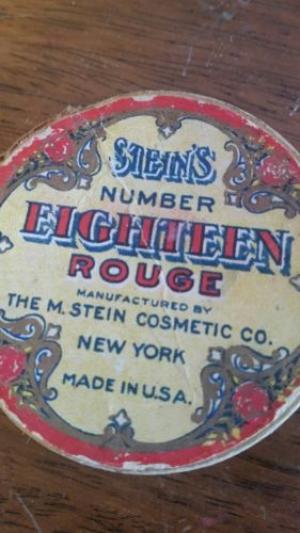 STEIN'S
NUMBER
EIGHTEEN
ROUGE
MANUFACTURED BY
THE M. STEIN COSMETIC CO.
NEW YORK
MADE IN U.S.A.